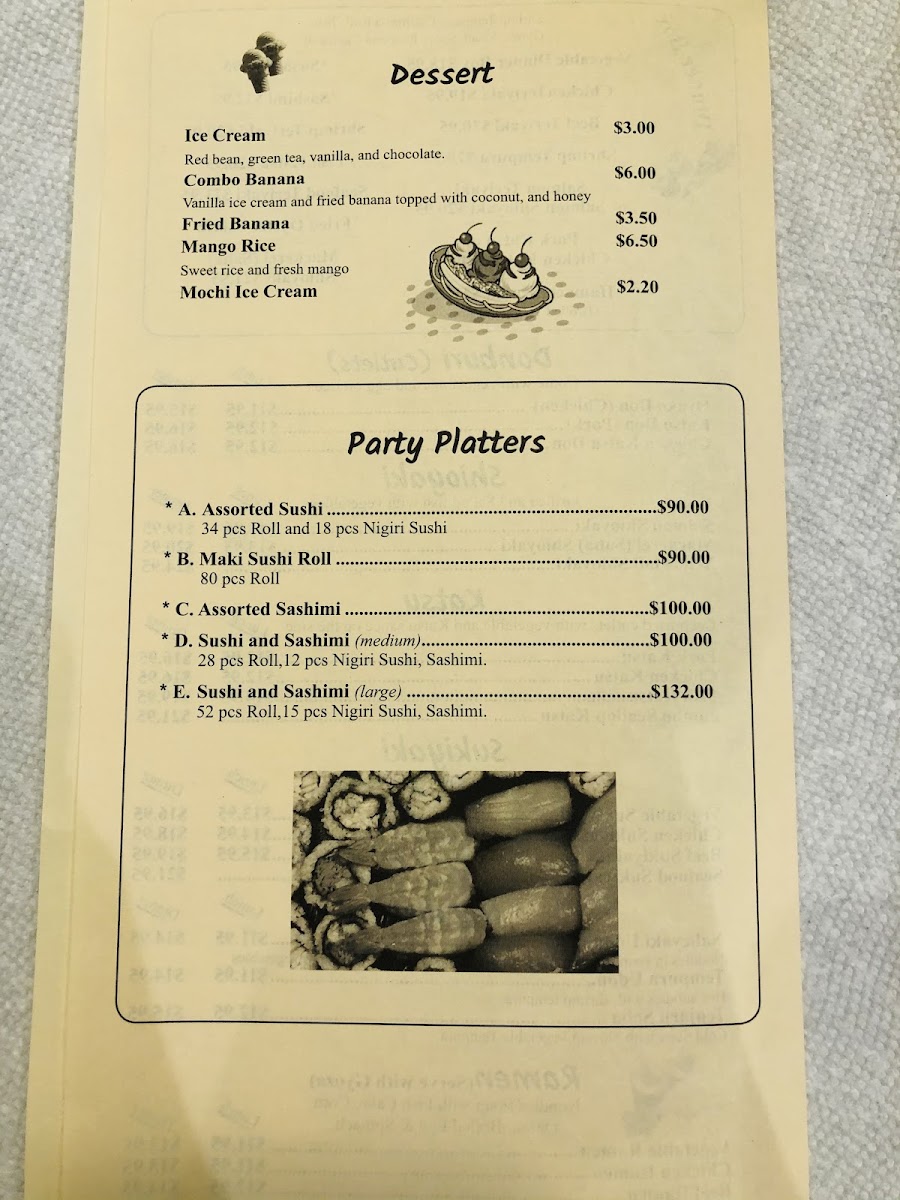 Dessert
Ice Cream $3.00
Red bean, green tea, vanilla, and chocolate.
Combo Banana $6.00
Vanilla ice cream and fried banana topped with coconut, and honey
Fried Banana $3.50
Mango Rice $6.50
Sweet rice and fresh mango
Mochi Ice Cream $2.20
Party Platters
* A. Assorted Sushi ......................................................................$90.00
34 pcs Roll and 18 pcs Nigiri Sushi
* B. Maki Sushi Roll ....................................................................$90.00
80 pcs Roll
* C. Assorted Sashimi ................................................................$100.00
* D. Sushi and Sashimi (medium)................................................$100.00
28 pcs Roll,12 pcs Nigiri Sushi, Sashimi.
* E. Sushi and Sashimi (large) ...................................................$132.00
52 pcs Roll,15 pcs Nigiri Sushi, Sashimi.